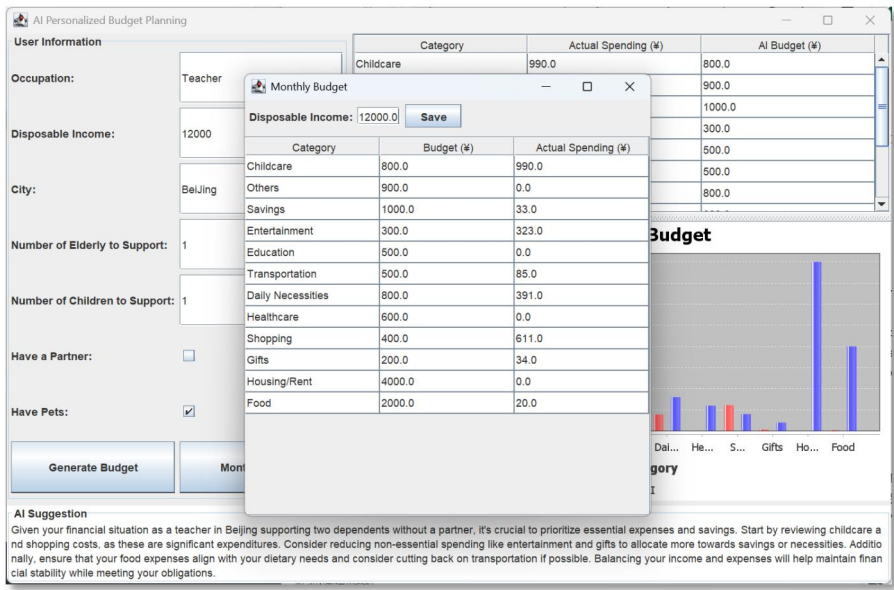 AI Personalized Budget Planning
User Information
Occupation: Teacher
Disposable Income: 12000
City: BeiJing
Number of Elderly to Support: 1
Number of Children to Support: 1
Have a Partner:
Have Pets:
Generate Budget
Mont
Category Actual Spending (¥) AI Budget (¥)
Childcare 990.0 800.0
900.0
1000.0
300.0
500.0
500.0
800.0
Monthly Budget
Disposable Income: 12000.0 Save
Category Budget (¥) Actual Spending (¥)
Childcare 800.0 990.0
Others 900.0 0.0
Savings 1000.0 33.0
Entertainment 300.0 323.0
Education 500.0 0.0
Transportation 500.0 85.0
Daily Necessities 800.0 391.0
Healthcare 600.0 0.0
Shopping 400.0 611.0
Gifts 200.0 34.0
Housing/Rent 4000.0 0.0
Food 2000.0 20.0
Budget
Dai... He... S... Gifts Ho... Food
gory
AI Suggestion
Given your financial situation as a teacher in Beijing supporting two dependents without a partner, it's crucial to prioritize essential expenses and savings. Start by reviewing childcare a
nd shopping costs, as these are significant expenditures. Consider reducing non-essential spending like entertainment and gifts to allocate more towards savings or necessities. Additio
nally, ensure that your food expenses align with your dietary needs and consider cutting back on transportation if possible. Balancing your income and expenses will help maintain finan
cial stability while meeting your obligations.